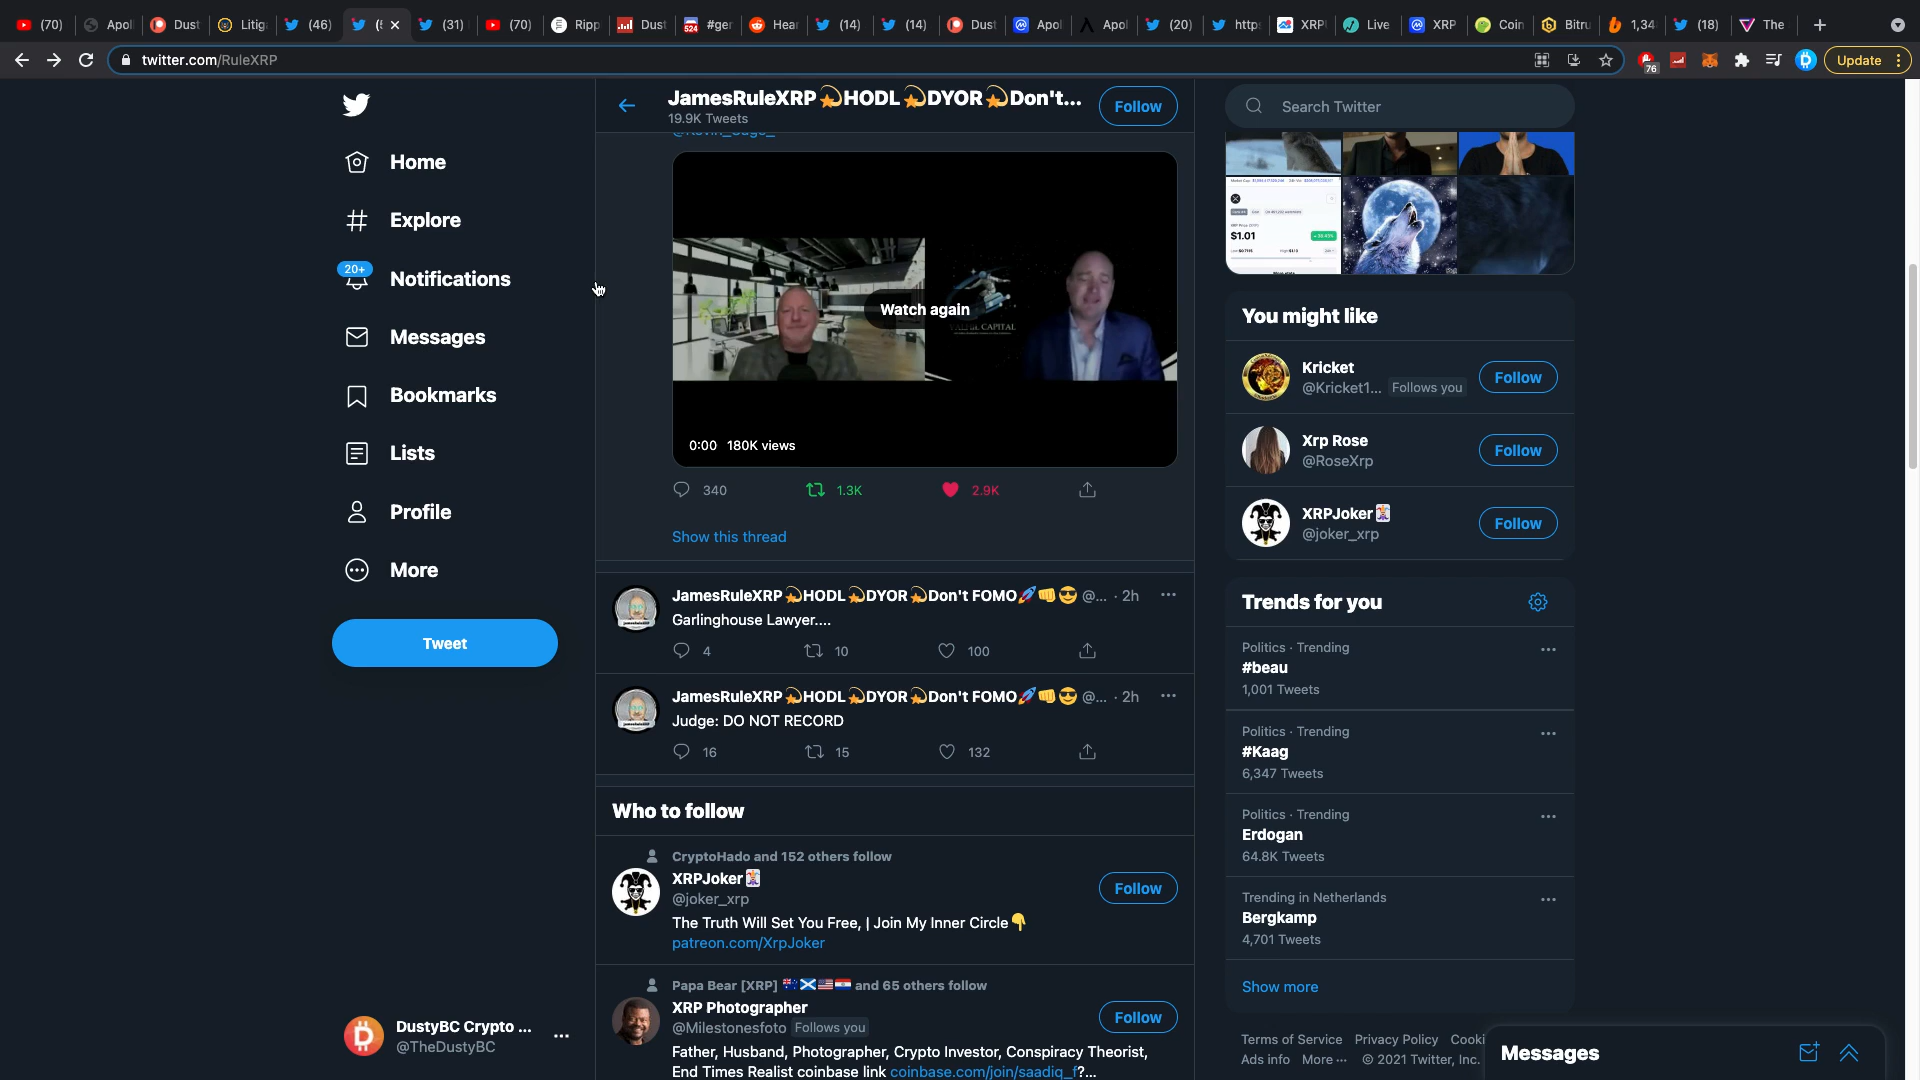 (70)
Apol
Dust
Litig
(46)
(31)
(70)
Ripp
Dust
524
#ger
Hear
(14)
(14)
Dust
Apol
Apol
(20)
http
XRP
Live
XRP
Coin
Bitru
1,34
(18)
The
twitter.com/RuleXRP
76
Update
JamesRuleXRP💫HODL💫DYOR💫Don't...
19.9K Tweets
Follow
Search Twitter
Home
Explore
20+
Notifications
Messages
Bookmarks
Lists
Profile
More
Tweet
DustyBC Crypto ...
@TheDustyBC
Watch again
CAPITAL
0:00 180K views
340 1.3K 2.9K
Show this thread
JamesRuleXRP💫HODL💫DYOR💫Don't FOMO🚀👊😎 @... · 2h
Garlinghouse Lawyer....
4 10 100
JamesRuleXRP💫HODL💫DYOR💫Don't FOMO🚀👊😎 @... · 2h
Judge: DO NOT RECORD
16 15 132
Who to follow
CryptoHado and 152 others follow
XRPJoker🃏
@joker_xrp
Follow
The Truth Will Set You Free, | Join My Inner Circle👇
patreon.com/XrpJoker
Papa Bear [XRP] 🇦🇺🏴󠁧󠁢󠁳󠁣󠁴󠁿🇺🇸🇭🇷 and 65 others follow
XRP Photographer
@Milestonesfoto Follows you
Follow
Father, Husband, Photographer, Crypto Investor, Conspiracy Theorist,
End Times Realist coinbase link coinbase.com/join/saadiq_f?...
$1.01
You might like
Kricket
@Kricket1... Follows you
Follow
Xrp Rose
@RoseXrp
Follow
XRPJoker🃏
@joker_xrp
Follow
Trends for you
Politics · Trending
#beau
1,001 Tweets
Politics · Trending
#Kaag
6,347 Tweets
Politics · Trending
Erdogan
64.8K Tweets
Trending in Netherlands
Bergkamp
4,701 Tweets
Show more
Terms of Service Privacy Policy Cooki
Ads info More ··· © 2021 Twitter, Inc.
Messages